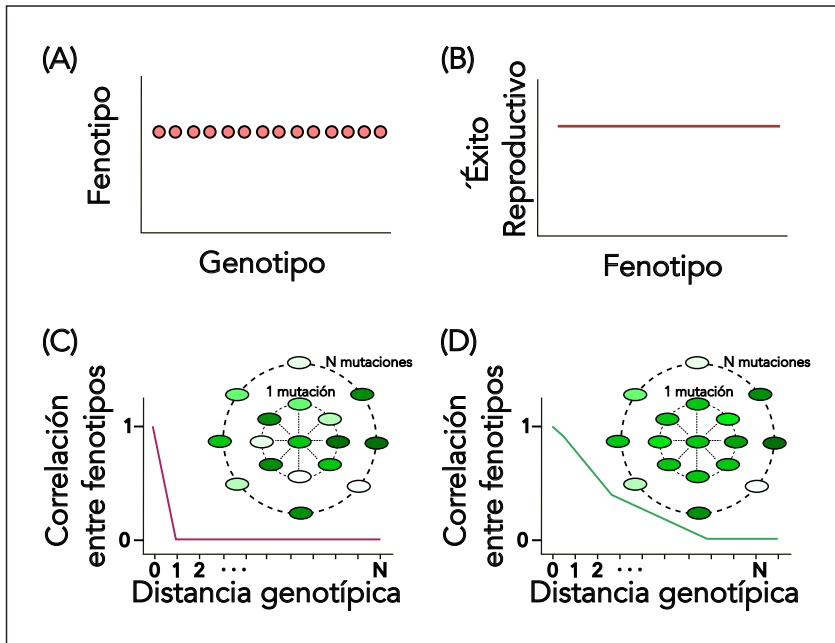 (A)
Fenotipo
Genotipo
(B)
´Éxito
Reproductivo
Fenotipo
(C)
N mutaciones
1 mutación
Correlación
entre fenotipos
1
0
0 1 2 ... N
Distancia genotípica
(D)
N mutaciones
1 mutación
Correlación
entre fenotipos
1
0
0 1 2 ... N
Distancia genotípica